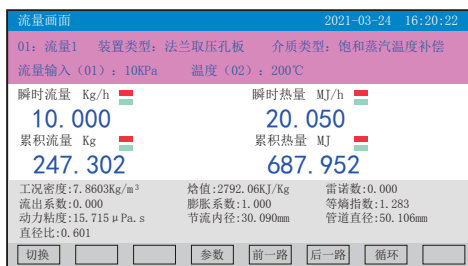 流量画面 2021-03-24 16:20:22
01：流量1 装置类型：法兰取压孔板 介质类型：饱和蒸汽温度补偿
流量输入（01）：10KPa 温度（02）：200℃
瞬时流量 Kg/h 瞬时热量 MJ/h
10.000 20.050
累积流量 Kg 累积热量 MJ
247.302 687.952
工况密度:7.8603Kg/m³ 焓值:2792.06KJ/Kg 雷诺数:0.000
流出系数:0.000 膨胀系数:1.000 等熵指数:1.283
动力粘度:15.715μPa.s 节流内径:30.090mm 管道直径:50.106mm
直径比:0.601
切换 参数 前一路 后一路 循环